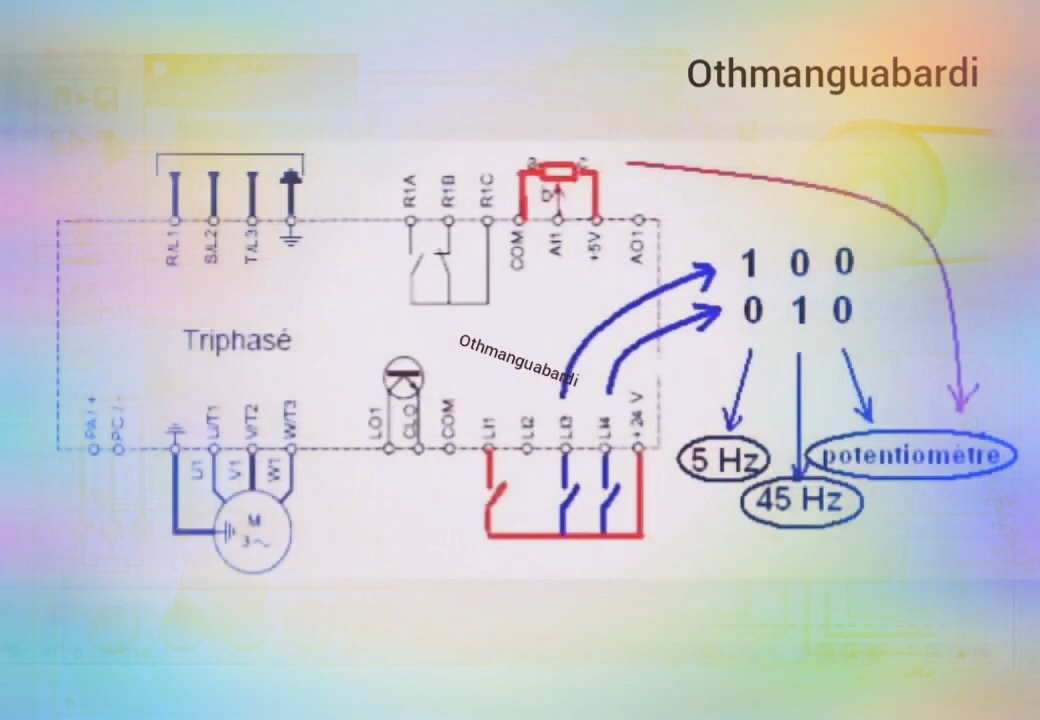 Othmanguabardi
R1A
R1B
R1C
COM
AI1
+5V
AO1
R/L1
S/L2
T/L3
1 0 0
0 1 0
Triphasé
Othmanguabardi
PA / +
PC / -
U/T1
V/T2
W/T3
LO1
CLO
COM
LI1
LI2
LI3
LI4
+24 V
U1
V1
W1
M
3 ~
5 Hz
potentiomètre
45 Hz